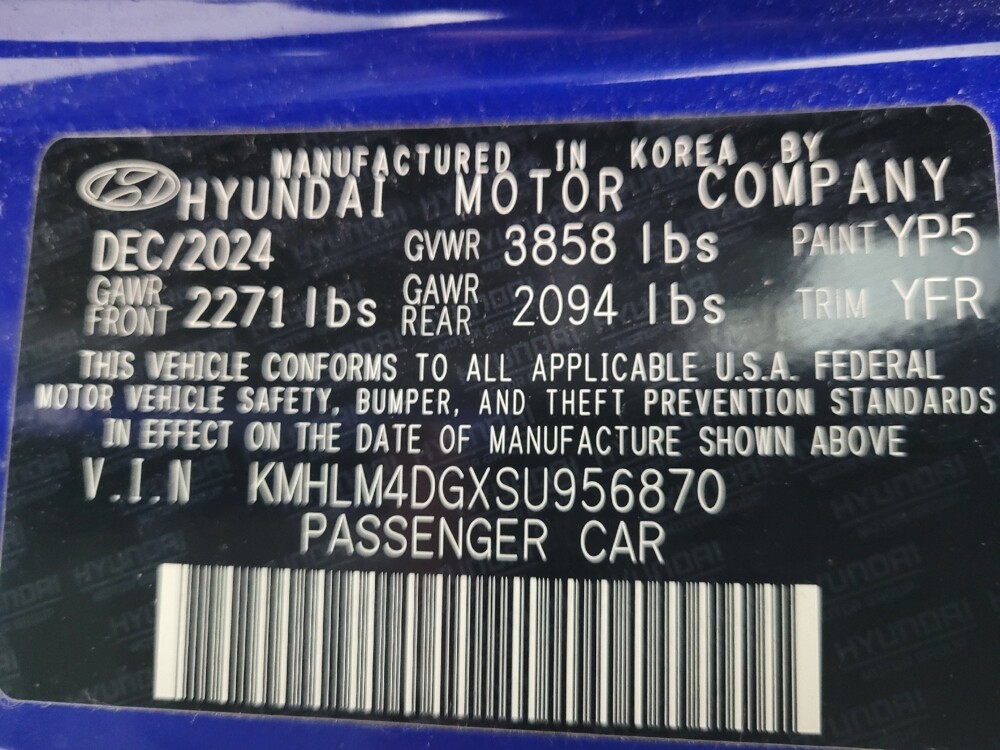 MANUFACTURED IN KOREA BY
HYUNDAI MOTOR COMPANY
DEC/2024 GVWR 3858 lbs PAINT YP5
GAWR FRONT 2271 lbs GAWR REAR 2094 lbs TRIM YFR
THIS VEHICLE CONFORMS TO ALL APPLICABLE U.S.A. FEDERAL
MOTOR VEHICLE SAFETY, BUMPER, AND THEFT PREVENTION STANDARDS
IN EFFECT ON THE DATE OF MANUFACTURE SHOWN ABOVE
V.I.N KMHLM4DGXSU956870
PASSENGER CAR